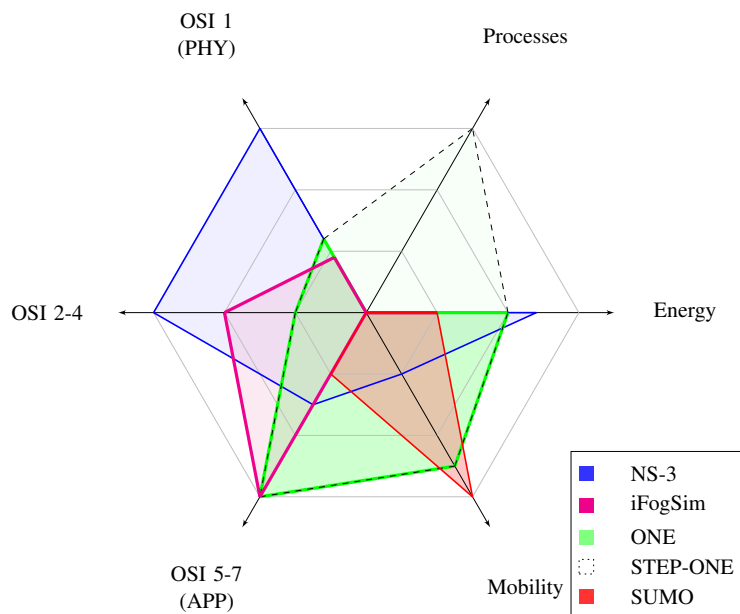 OSI 1
(PHY)
Processes
OSI 2-4
Energy
OSI 5-7
(APP)
Mobility
NS-3
iFogSim
ONE
STEP-ONE
SUMO